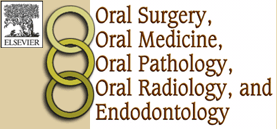 ELSEVIER
Oral Surgery,
Oral Medicine,
Oral Pathology,
Oral Radiology, and
Endodontology